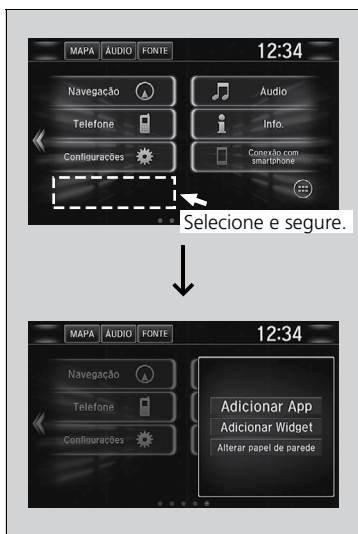 MAPA ÁUDIO FONTE 12:34
Navegação Audio
Telefone Info.
Configurações Conexão com smartphone
Selecione e segure.
MAPA ÁUDIO FONTE 12:34
Navegação
Telefone
Configurações
Adicionar App
Adicionar Widget
Alterar papel de parede